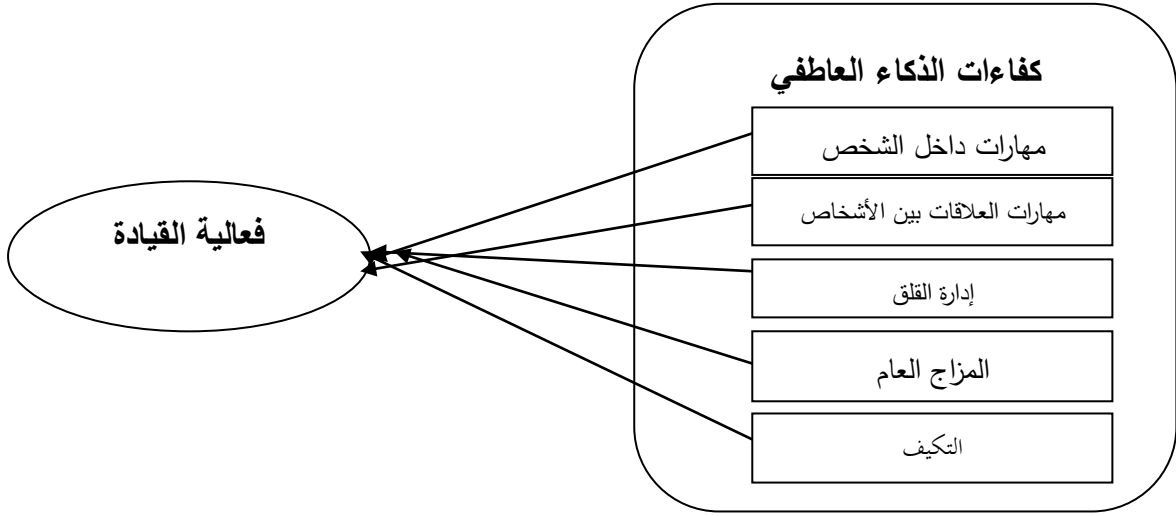 كفاءات الذكاء العاطفي
مهارات داخل الشخص
مهارات العلاقات بين الأشخاص
إدارة القلق
المزاج العام
التكيف
فعالية القيادة